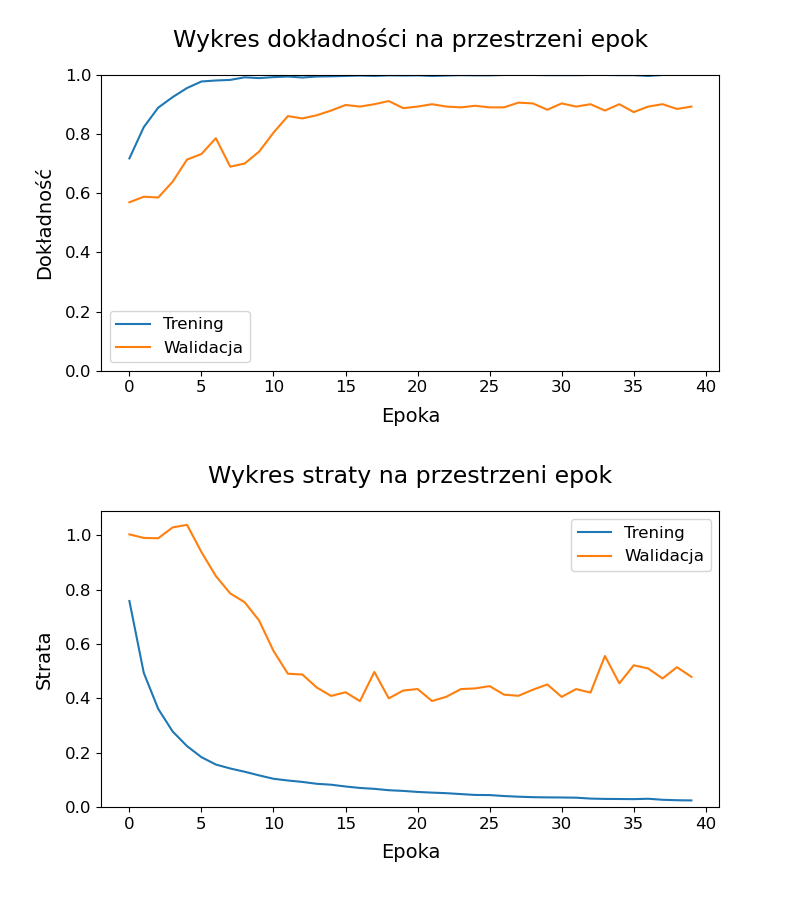 Wykres dokładności na przestrzeni epok
1.0
0.8
0.6
0.4
0.2
0.0
Dokładność
Trening
Walidacja
0 5 10 15 20 25 30 35 40
Epoka
Wykres straty na przestrzeni epok
1.0
0.8
0.6
0.4
0.2
0.0
Strata
Trening
Walidacja
0 5 10 15 20 25 30 35 40
Epoka